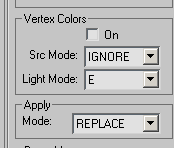 Vertex Colors
On
Src Mode: IGNORE
Light Mode: E
Apply
Mode: REPLACE